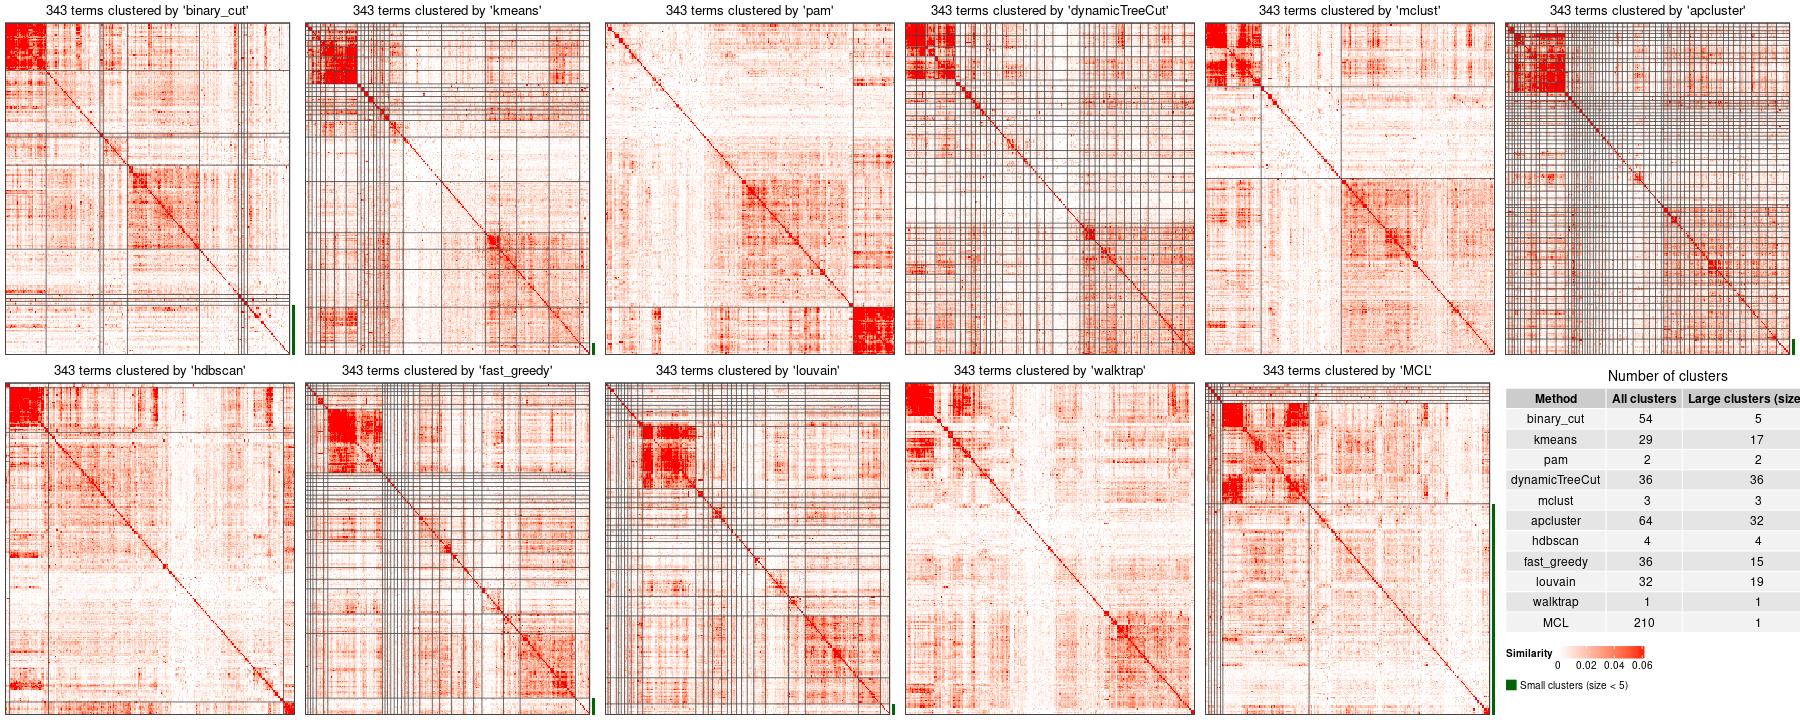 343 terms clustered by 'binary_cut'
343 terms clustered by 'kmeans'
343 terms clustered by 'pam'
343 terms clustered by 'dynamicTreeCut'
343 terms clustered by 'mclust'
343 terms clustered by 'apcluster'
343 terms clustered by 'hdbscan'
343 terms clustered by 'fast_greedy'
343 terms clustered by 'louvain'
343 terms clustered by 'walktrap'
343 terms clustered by 'MCL'
Number of clusters
Method All clusters Large clusters (size
binary_cut 54 5
kmeans 29 17
pam 2 2
dynamicTreeCut 36 36
mclust 3 3
apcluster 64 32
hdbscan 4 4
fast_greedy 36 15
louvain 32 19
walktrap 1 1
MCL 210 1
Similarity
0 0.02 0.04 0.06
Small clusters (size < 5)